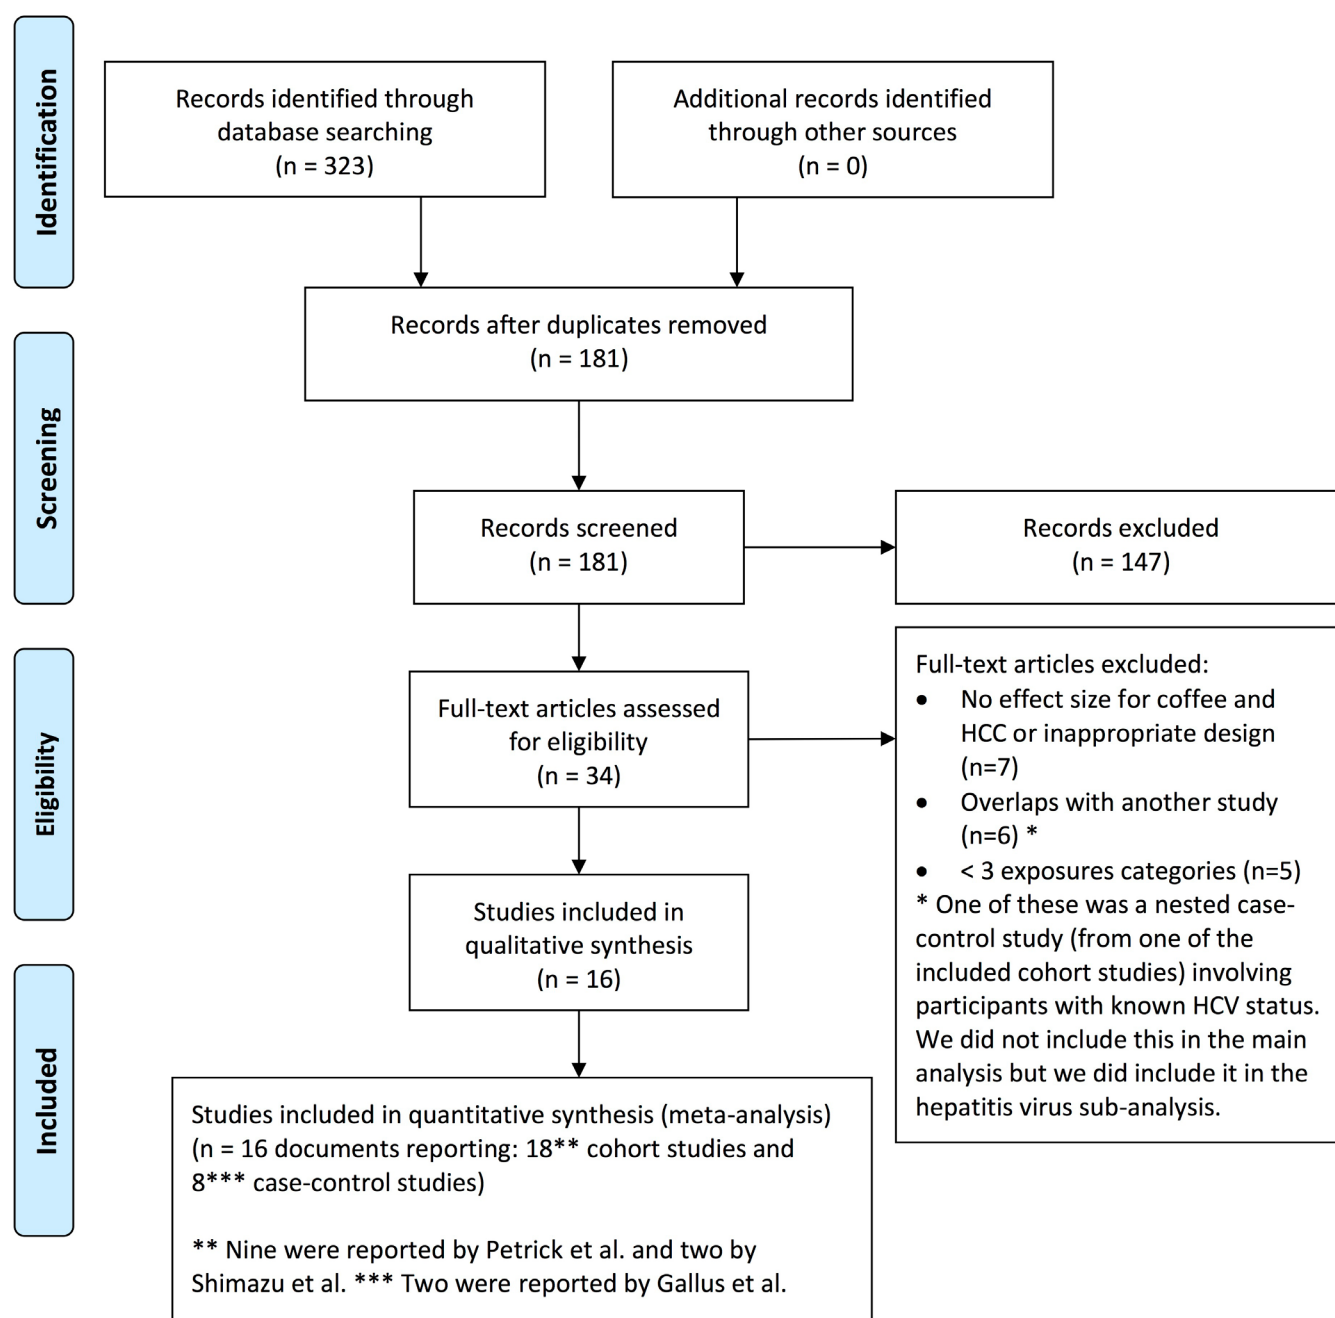 Identification
Records identified through
database searching
(n = 323)
Additional records identified
through other sources
(n = 0)
Records after duplicates removed
(n = 181)
Screening
Records screened
(n = 181)
Records excluded
(n = 147)
Eligibility
Full-text articles assessed
for eligibility
(n = 34)
Full-text articles excluded:
• No effect size for coffee and
HCC or inappropriate design
(n=7)
• Overlaps with another study
(n=6) *
• < 3 exposures categories (n=5)
* One of these was a nested case-
control study (from one of the
included cohort studies) involving
participants with known HCV status.
We did not include this in the main
analysis but we did include it in the
hepatitis virus sub-analysis.
Studies included in
qualitative synthesis
(n = 16)
Included
Studies included in quantitative synthesis (meta-analysis)
(n = 16 documents reporting: 18** cohort studies and
8*** case-control studies)
** Nine were reported by Petrick et al. and two by
Shimazu et al. *** Two were reported by Gallus et al.